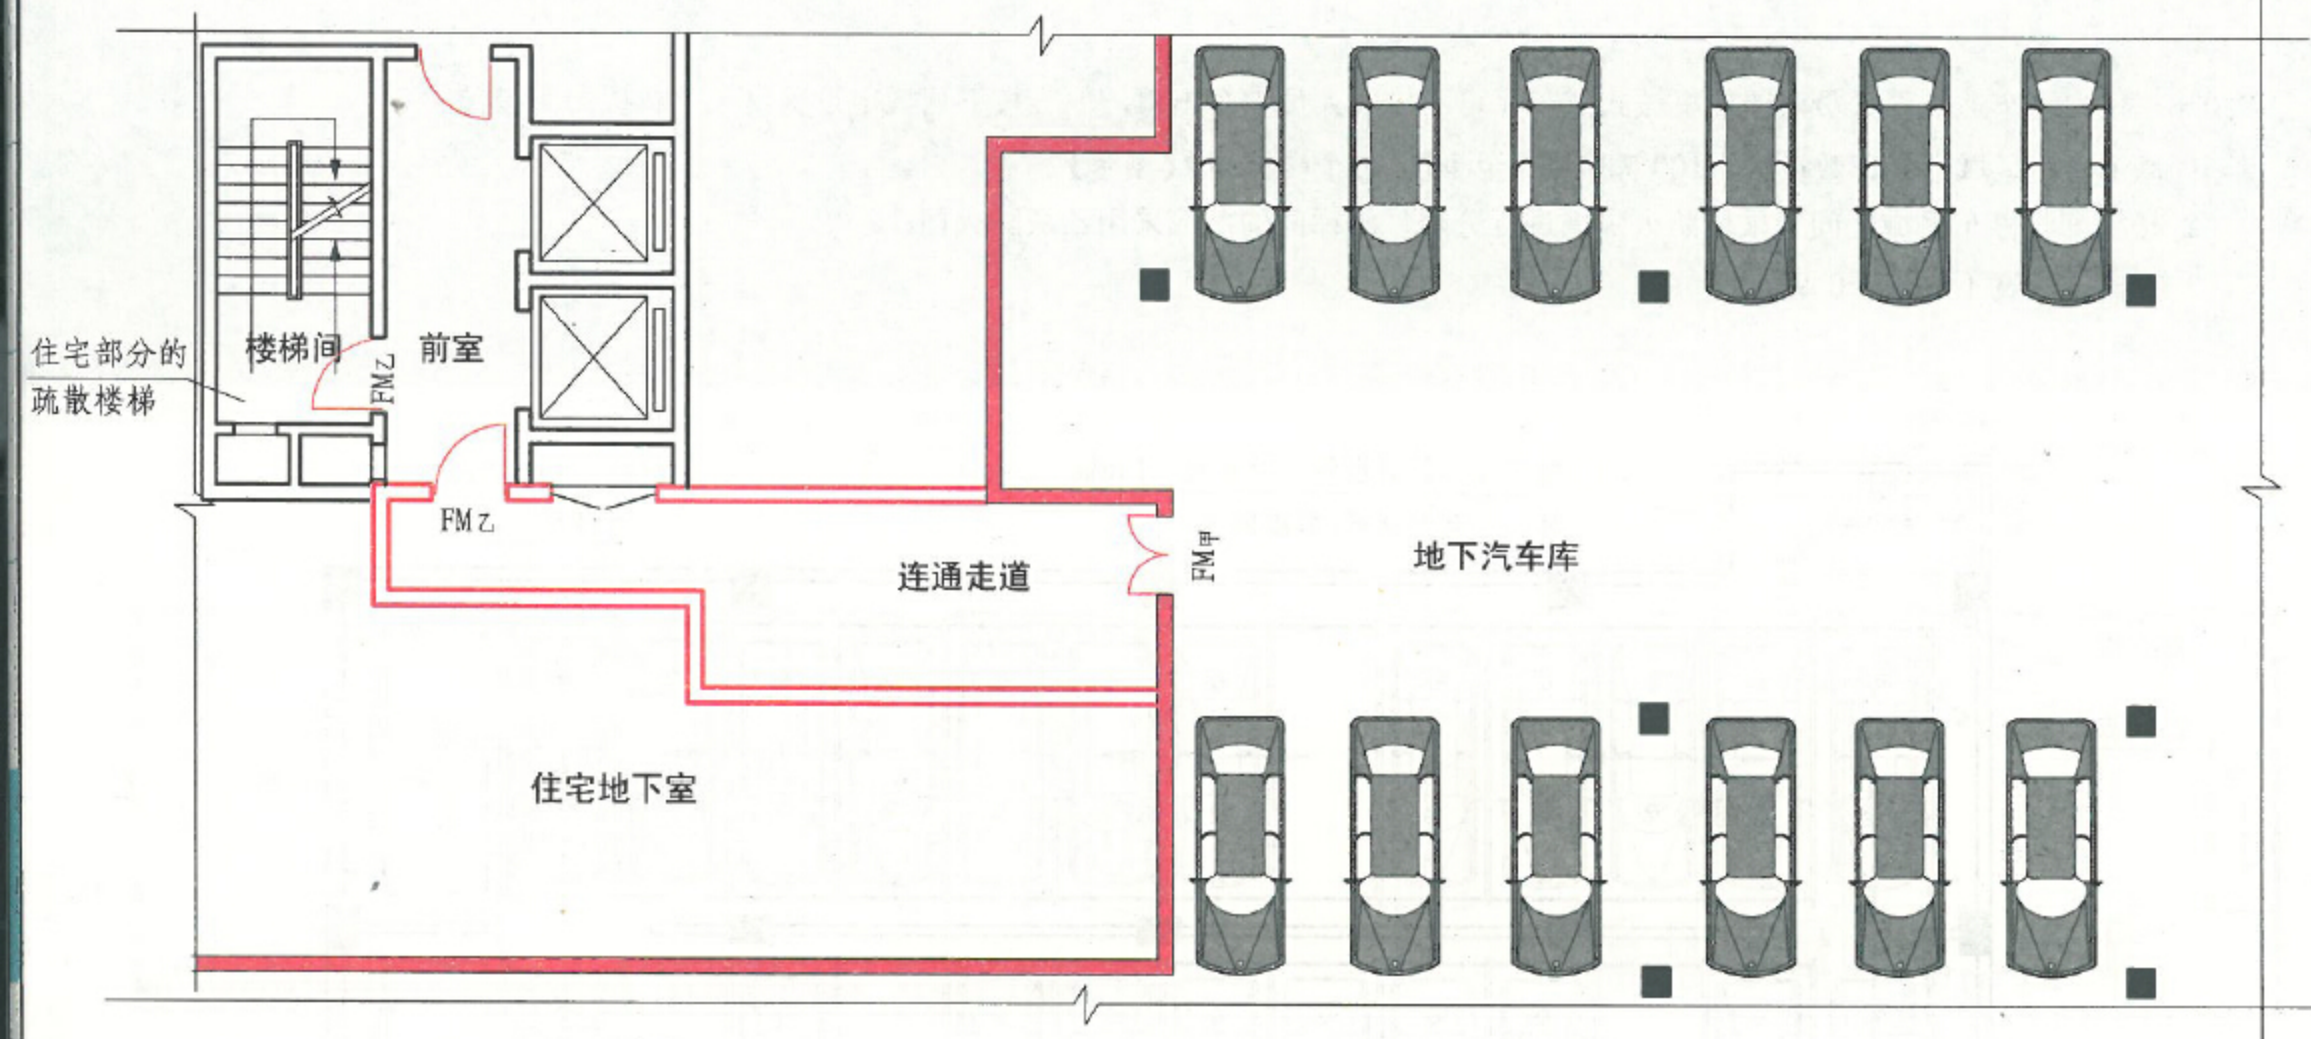 楼梯间
前室
住宅部分的
疏散楼梯
FM乙
FM乙
连通走道
FM甲
地下汽车库
住宅地下室